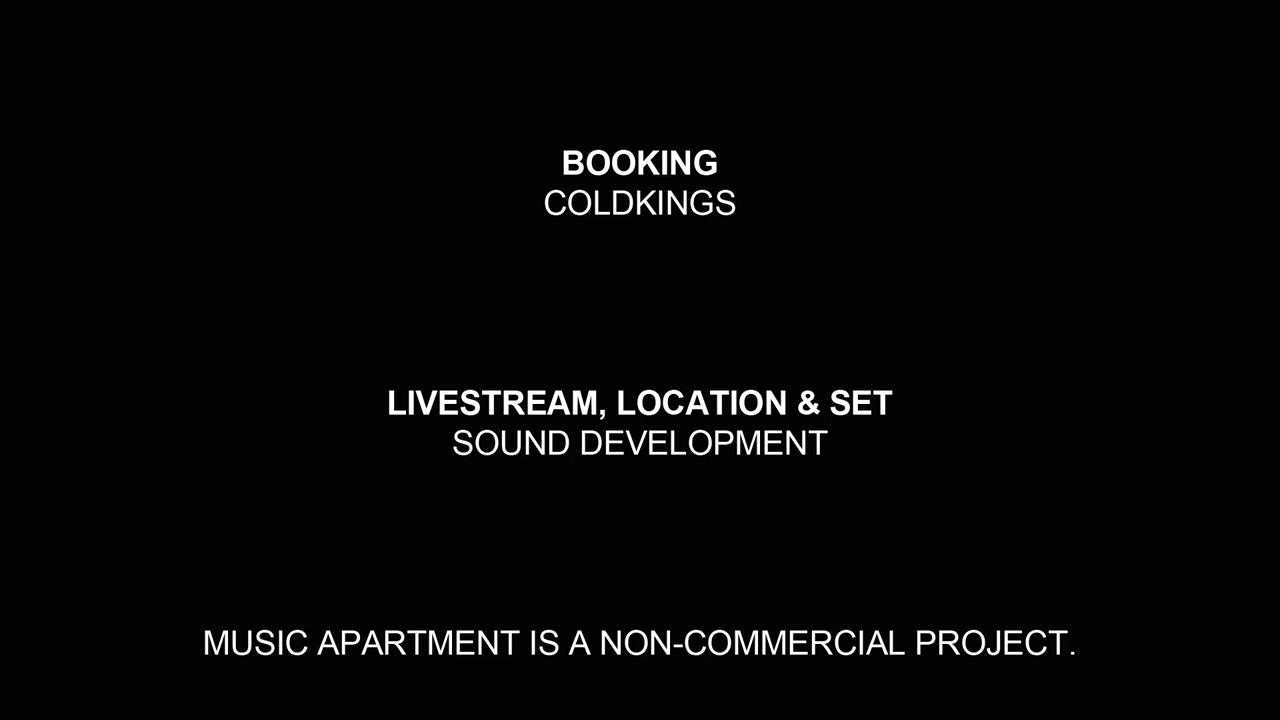 BOOKING
COLDKINGS
LIVESTREAM, LOCATION & SET
SOUND DEVELOPMENT
MUSIC APARTMENT IS A NON-COMMERCIAL PROJECT.